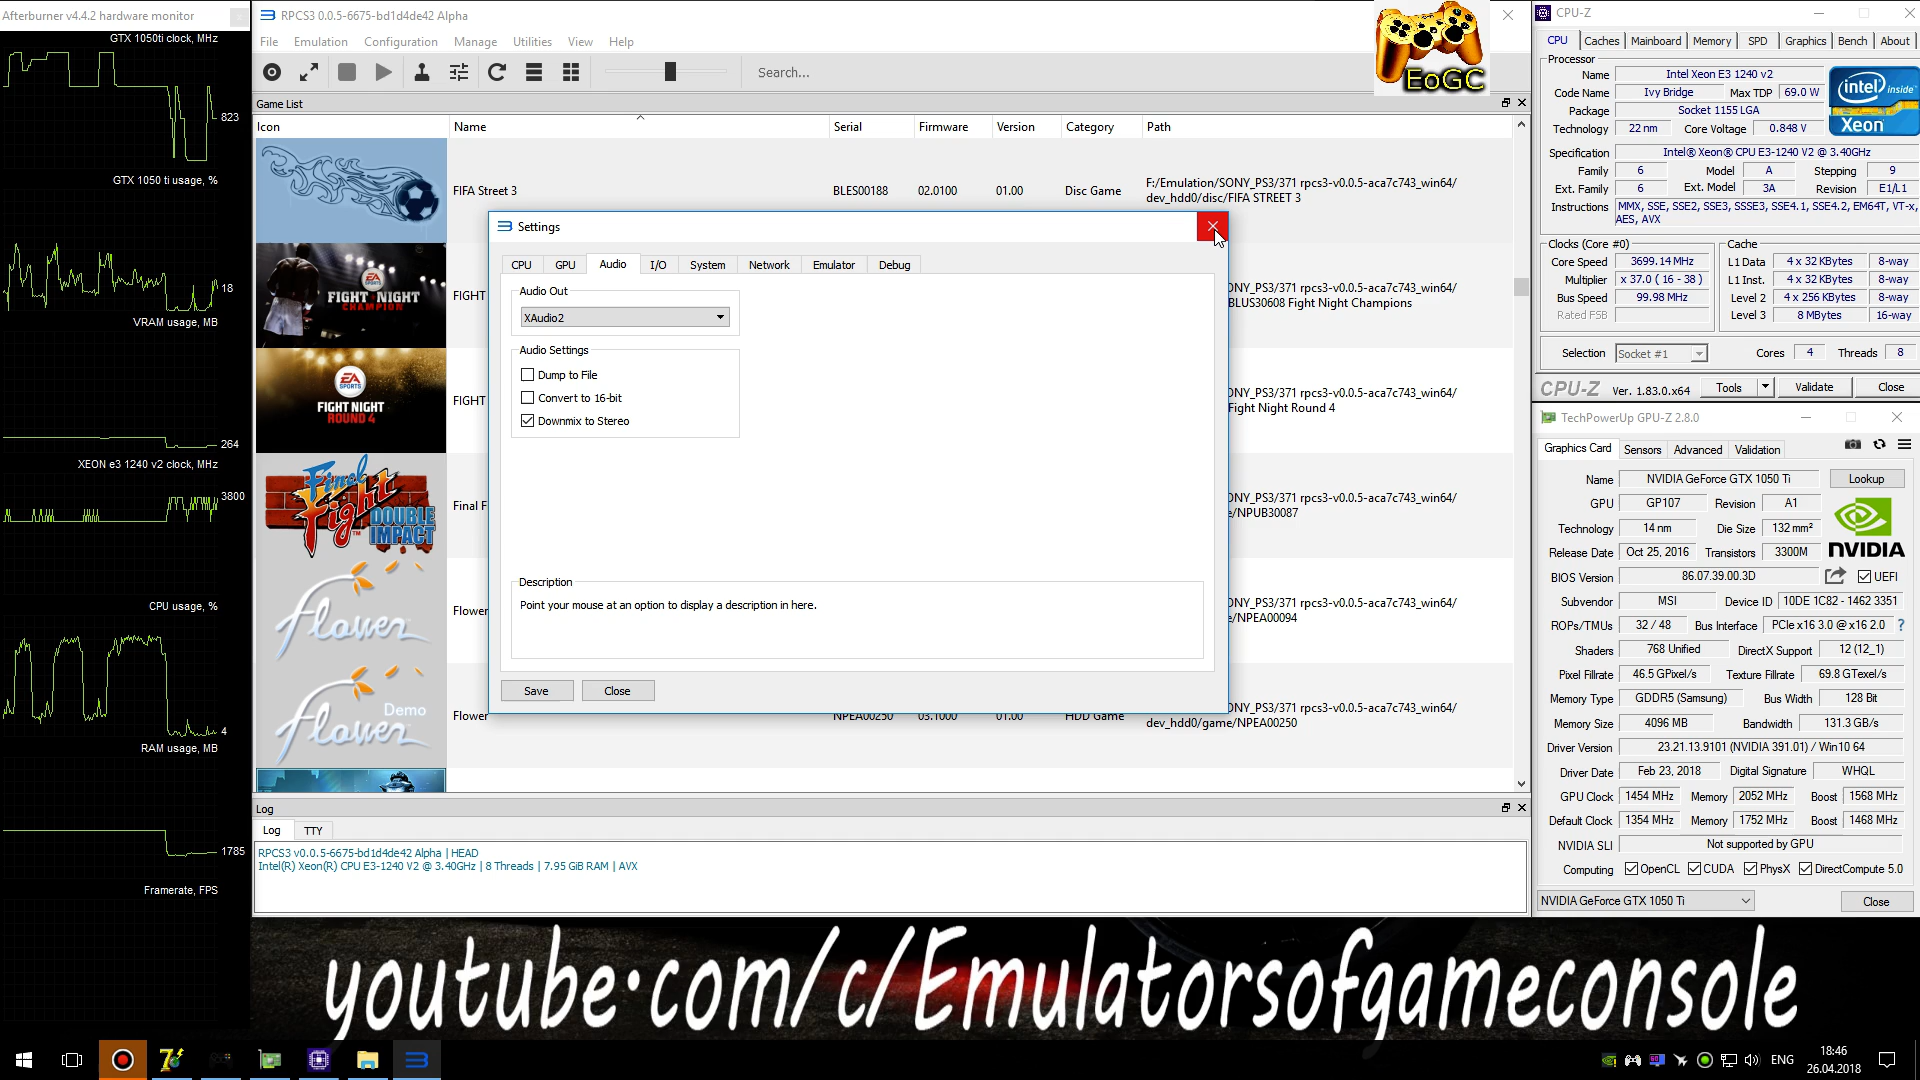 Afterburner v4.4.2 hardware monitor
GTX 1050ti clock, MHz
823
GTX 1050 ti usage, %
18
VRAM usage, MB
264
XEON e3 1240 v2 clock, MHz
3800
CPU usage, %
4
RAM usage, MB
1785
Framerate, FPS
RPCS3 0.0.5-6675-bd1d4de42 Alpha
File Emulation Configuration Manage Utilities View Help
Search...
EoGC
Game List
Icon Name Serial Firmware Version Category Path
FIFA Street 3 BLES00188 02.0100 01.00 Disc Game F:/Emulation/SONY_PS3/371 rpcs3-v0.0.5-aca7c743_win64/
dev_hdd0/disc/FIFA STREET 3
EA SPORTS
FIGHT NIGHT
CHAMPION
FIGHT
ONY_PS3/371 rpcs3-v0.0.5-aca7c743_win64/
BLUS30608 Fight Night Champions
EA
SPORTS
FIGHT NIGHT
ROUND 4
FIGHT
ONY_PS3/371 rpcs3-v0.0.5-aca7c743_win64/
Fight Night Round 4
Final
Fight
DOUBLE
IMPACT
Final F
ONY_PS3/371 rpcs3-v0.0.5-aca7c743_win64/
e/NPUB30087
flower
Flower
ONY_PS3/371 rpcs3-v0.0.5-aca7c743_win64/
e/NPEA00094
Demo
flower
Flower NPEA00250 03.1000 01.00 HDD Game
ONY_PS3/371 rpcs3-v0.0.5-aca7c743_win64/
dev_hdd0/game/NPEA00250
Settings
CPU GPU Audio I/O System Network Emulator Debug
Audio Out
XAudio2
Audio Settings
Dump to File
Convert to 16-bit
Downmix to Stereo
Description
Point your mouse at an option to display a description in here.
Save Close
Log
Log TTY
RPCS3 v0.0.5-6675-bd1d4de42 Alpha | HEAD
Intel(R) Xeon(R) CPU E3-1240 V2 @ 3.40GHz | 8 Threads | 7.95 GiB RAM | AVX
CPU-Z
CPU Caches Mainboard Memory SPD Graphics Bench About
Processor
Name Intel Xeon E3 1240 v2
Code Name Ivy Bridge Max TDP 69.0 W
Package Socket 1155 LGA
Technology 22 nm Core Voltage 0.848 V
intel inside
Xeon
Specification Intel® Xeon® CPU E3-1240 V2 @ 3.40GHz
Family 6 Model A Stepping 9
Ext. Family 6 Ext. Model 3A Revision E1/L1
Instructions MMX, SSE, SSE2, SSE3, SSSE3, SSE4.1, SSE4.2, EM64T, VT-x,
AES, AVX
Clocks (Core #0) Cache
Core Speed 3699.14 MHz L1 Data 4 x 32 KBytes 8-way
Multiplier x 37.0 ( 16 - 38 ) L1 Inst. 4 x 32 KBytes 8-way
Bus Speed 99.98 MHz Level 2 4 x 256 KBytes 8-way
Rated FSB Level 3 8 MBytes 16-way
Selection Socket #1 Cores 4 Threads 8
CPU-Z Ver. 1.83.0.x64 Tools Validate Close
TechPowerUp GPU-Z 2.8.0
Graphics Card Sensors Advanced Validation
Name NVIDIA GeForce GTX 1050 Ti Lookup
GPU GP107 Revision A1
Technology 14 nm Die Size 132 mm²
Release Date Oct 25, 2016 Transistors 3300M
NVIDIA
BIOS Version 86.07.39.00.3D UEFI
Subvendor MSI Device ID 10DE 1C82 - 1462 3351
ROPs/TMUs 32 / 48 Bus Interface PCIe x16 3.0 @ x16 2.0 ?
Shaders 768 Unified DirectX Support 12 (12_1)
Pixel Fillrate 46.5 GPixel/s Texture Fillrate 69.8 GTexel/s
Memory Type GDDR5 (Samsung) Bus Width 128 Bit
Memory Size 4096 MB Bandwidth 131.3 GB/s
Driver Version 23.21.13.9101 (NVIDIA 391.01) / Win10 64
Driver Date Feb 23, 2018 Digital Signature WHQL
GPU Clock 1454 MHz Memory 2052 MHz Boost 1568 MHz
Default Clock 1354 MHz Memory 1752 MHz Boost 1468 MHz
NVIDIA SLI Not supported by GPU
Computing OpenCL CUDA PhysX DirectCompute 5.0
NVIDIA GeForce GTX 1050 Ti Close
youtube.com/c/Emulatorsofgameconsole
ENG
18:46
26.04.2018